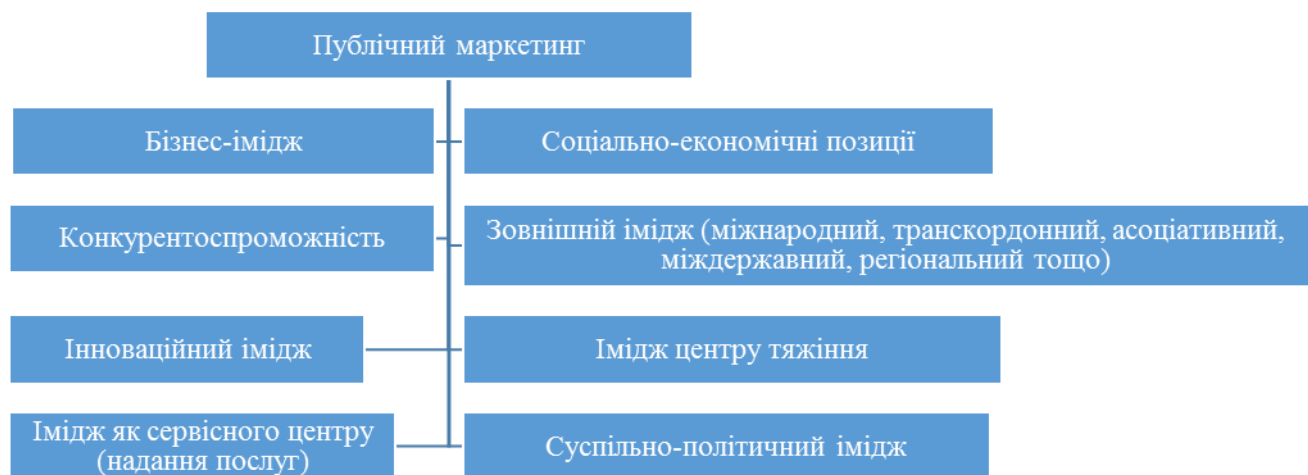 Публічний маркетинг
Бізнес-імідж
Соціально-економічні позиції
Конкурентоспроможність
Зовнішній імідж (міжнародний, транскордонний, асоціативний,
міждержавний, регіональний тощо)
Інноваційний імідж
Імідж центру тяжіння
Імідж як сервісного центру
(надання послуг)
Суспільно-політичний імідж